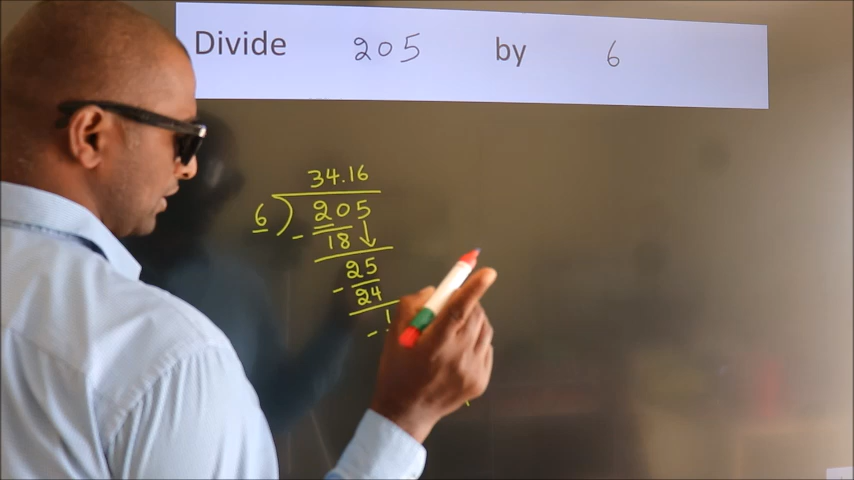 Divide 205 by 6
34.16
6 ) 205
- 18 ↓
25
- 24
1
-